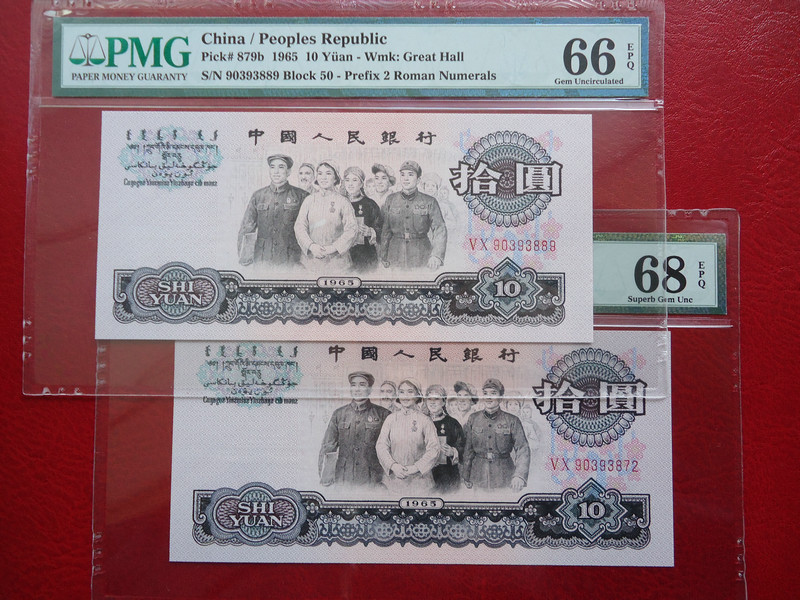 PMG
PAPER MONEY GUARANTY
China / Peoples Republic
Pick# 879b 1965 10 Yüan - Wmk: Great Hall
S/N 90393889 Block 50 - Prefix 2 Roman Numerals
66 EPQ
Gem Uncirculated
中國人民銀行
拾圓
VX 90393889
1965
SHI YUAN
10
68 EPQ
Superb Gem Unc
中國人民銀行
拾圓
VX 90393872
1965
SHI YUAN
10